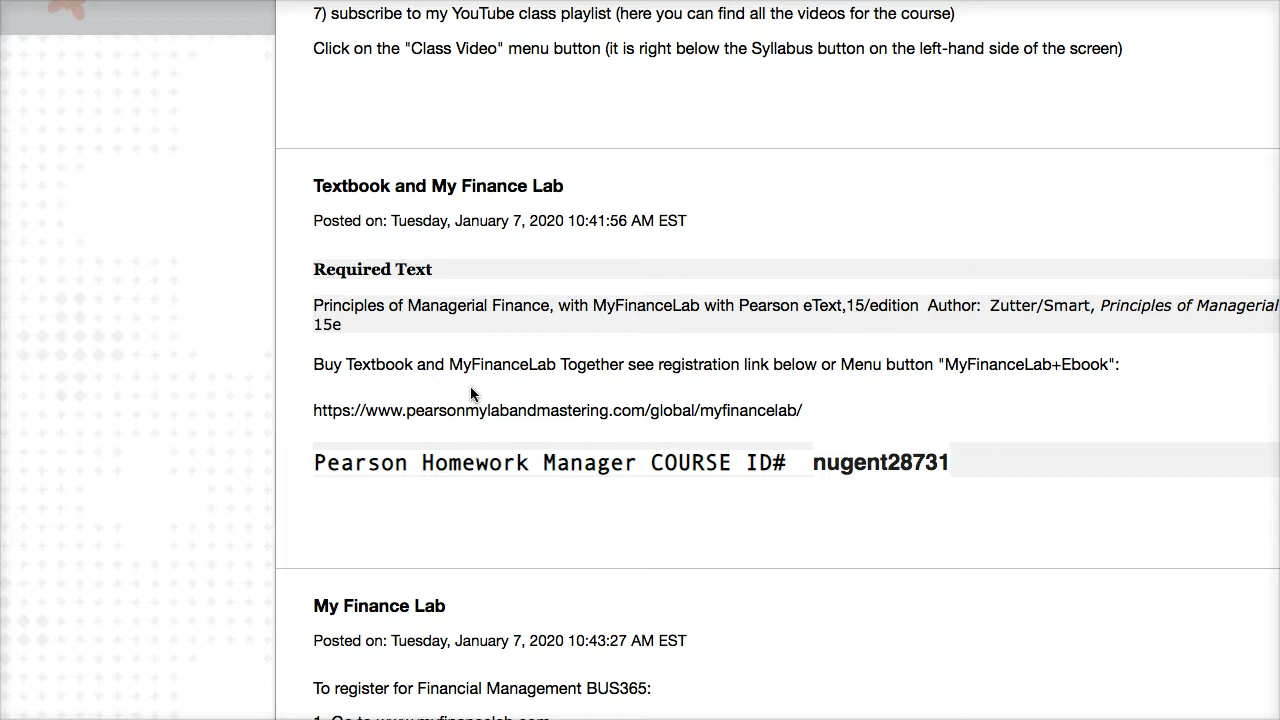 7) subscribe to my YouTube class playlist (here you can find all the videos for the course)
Click on the "Class Video" menu button (it is right below the Syllabus button on the left-hand side of the screen)
Textbook and My Finance Lab
Posted on: Tuesday, January 7, 2020 10:41:56 AM EST
Required Text
Principles of Managerial Finance, with MyFinanceLab with Pearson eText,15/edition  Author:  Zutter/Smart, Principles of Managerial
15e
Buy Textbook and MyFinanceLab Together see registration link below or Menu button "MyFinanceLab+Ebook":
https://www.pearsonmylabandmastering.com/global/myfinancelab/
Pearson Homework Manager COURSE ID#  nugent28731
My Finance Lab
Posted on: Tuesday, January 7, 2020 10:43:27 AM EST
To register for Financial Management BUS365:
1. Go to www.myfinancelab.com